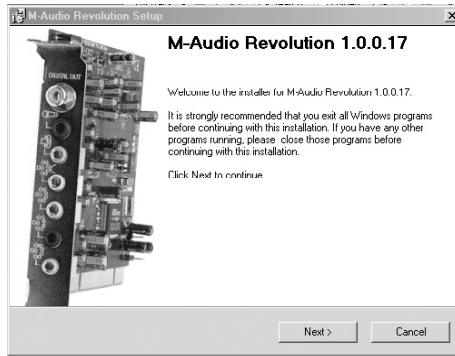 M-Audio Revolution Setup
M-Audio Revolution 1.0.0.17
DIGITAL OUT
Welcome to the installer for M-Audio Revolution 1.0.0.17.
It is strongly recommended that you exit all Windows programs
before continuing with this installation. If you have any other
programs running, please close those programs before
continuing with this installation.
Click Next to continue
Next >
Cancel